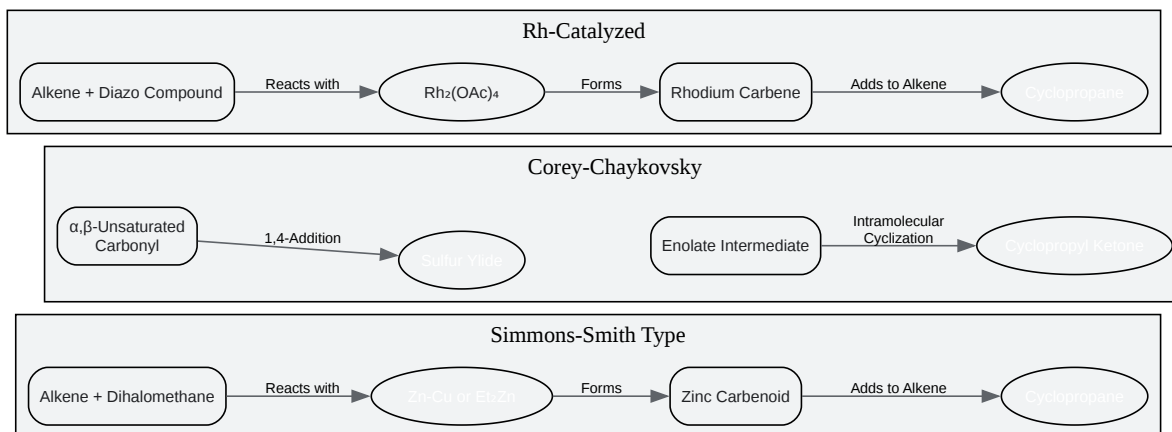 Rh-Catalyzed
Alkene + Diazo Compound
Reacts with
Rh₂(OAc)₄
Forms
Rhodium Carbene
Adds to Alkene
Cyclopropane
Corey-Chaykovsky
α,β-Unsaturated
Carbonyl
1,4-Addition
Sulfur Ylide
Enolate Intermediate
Intramolecular
Cyclization
Cyclopropyl Ketone
Simmons-Smith Type
Alkene + Dihalomethane
Reacts with
Zn-Cu or Et₂Zn
Forms
Zinc Carbenoid
Adds to Alkene
Cyclopropane